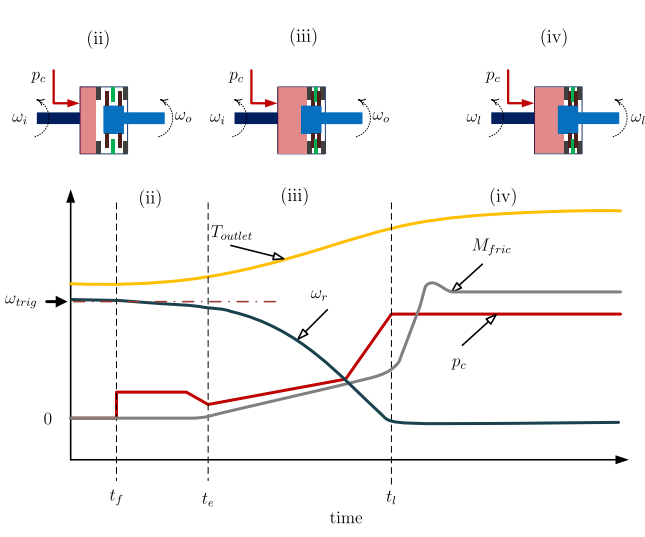 (ii) (iii) (iv)
p_c p_c p_c
ω_i ω_o ω_i ω_o ω_l ω_l
(ii) (iii) (iv)
T_outlet
M_fric
ω_trig
ω_r
p_c
0
t_f t_e t_l
time